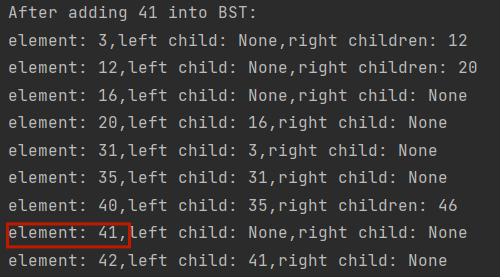 After adding 41 into BST:
element: 3,left child: None,right children: 12
element: 12,left child: None,right children: 20
element: 16,left child: None,right children: None
element: 20,left child: 16,right child: None
element: 31,left child: 3,right child: None
element: 35,left child: 31,right child: None
element: 40,left child: 35,right children: 46
element: 41,left child: None,right child: None
element: 42,left child: 41,right child: None